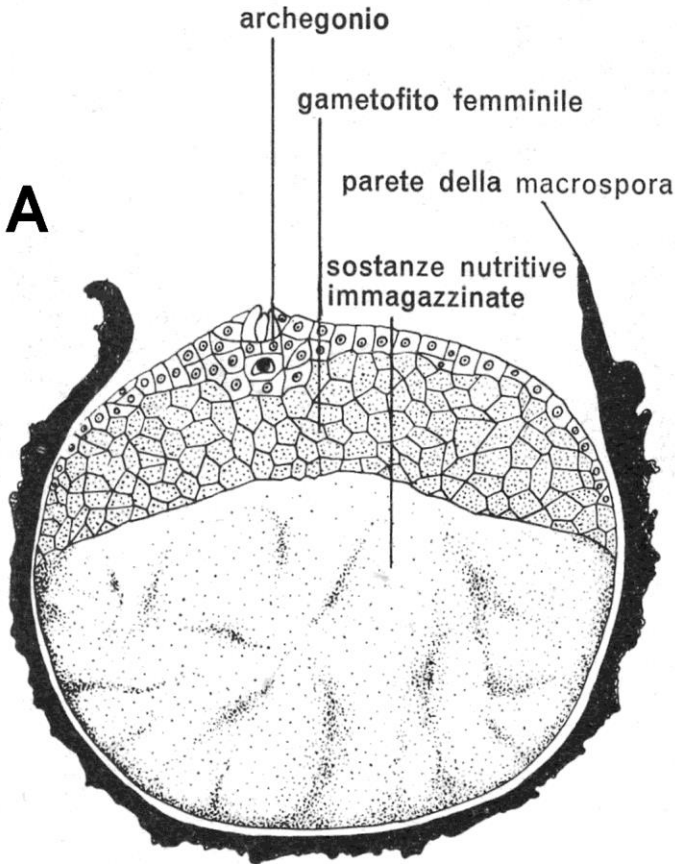 archegonio
gametofito femminile
parete della macrospora
A
sostanze nutritive
immagazzinate